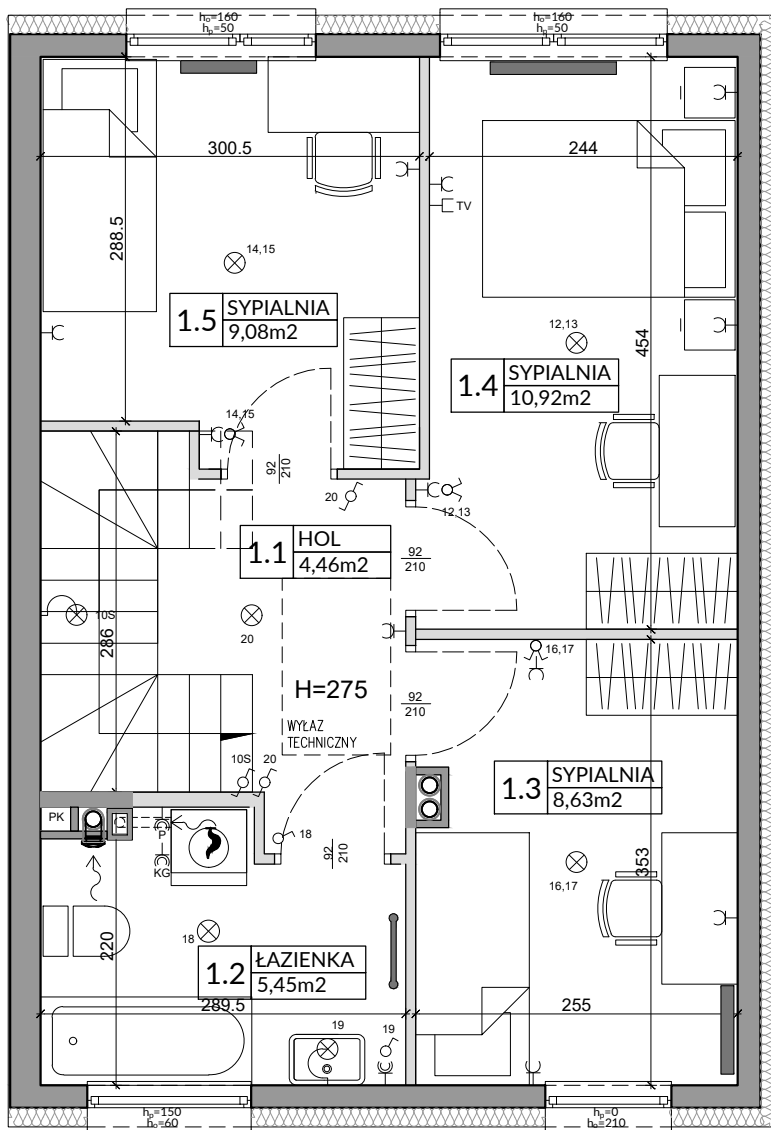 hₒ=160
hₚ=50
hₒ=160
hₚ=50
300.5
244
288.5
TV
14,15
1.5
SYPIALNIA
9,08m2
12,13
454
1.4
SYPIALNIA
10,92m2
14,15
92
210
20
12,13
1.1
HOL
4,46m2
92
210
10S
20
286
16,17
H=275
92
210
WYŁAZ
TECHNICZNY
10S
20
1.3
SYPIALNIA
8,63m2
PK
P
KG
18
92
210
16,17
353
18
220
1.2
ŁAZIENKA
5,45m2
289.5
255
19
19
hₚ=150
hₒ=60
hₚ=0
hₒ=210